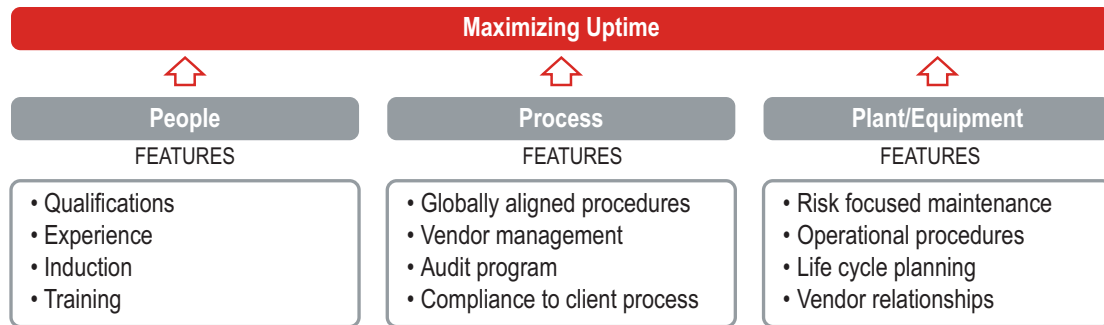 Maximizing Uptime
People
FEATURES
• Qualifications
• Experience
• Induction
• Training
Process
FEATURES
• Globally aligned procedures
• Vendor management
• Audit program
• Compliance to client process
Plant/Equipment
FEATURES
• Risk focused maintenance
• Operational procedures
• Life cycle planning
• Vendor relationships